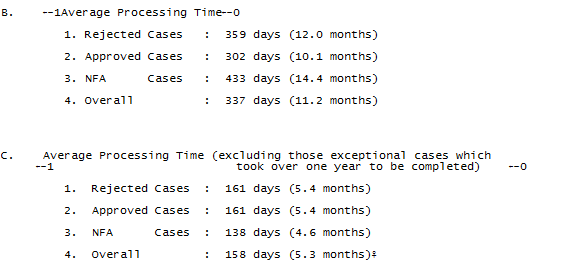 B. --1Average Processing Time--0
1. Rejected Cases : 359 days (12.0 months)
2. Approved Cases : 302 days (10.1 months)
3. NFA Cases : 433 days (14.4 months)
4. Overall : 337 days (11.2 months)
C. Average Processing Time (excluding those exceptional cases which
--1 took over one year to be completed) --0
1. Rejected Cases : 161 days (5.4 months)
2. Approved Cases : 161 days (5.4 months)
3. NFA Cases : 138 days (4.6 months)
4. Overall : 158 days (5.3 months)